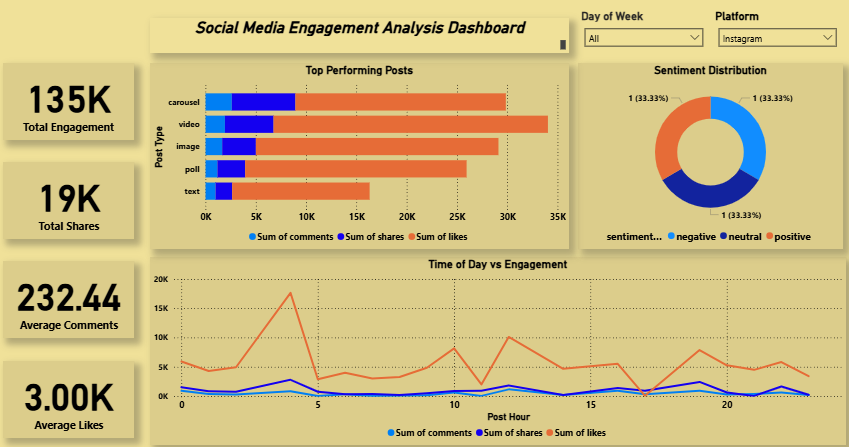 Social Media Engagement Analysis Dashboard
Day of Week
All
Platform
Instagram
135K
Total Engagement
19K
Total Shares
232.44
Average Comments
3.00K
Average Likes
Top Performing Posts
Post Type
carousel
video
image
poll
text
0K 5K 10K 15K 20K 25K 30K 35K
Sum of comments Sum of shares Sum of likes
Sentiment Distribution
1 (33.33%) 1 (33.33%)
1 (33.33%)
sentiment... negative neutral positive
Time of Day vs Engagement
20K
15K
10K
5K
0K
0 5 10 15 20
Post Hour
Sum of comments Sum of shares Sum of likes